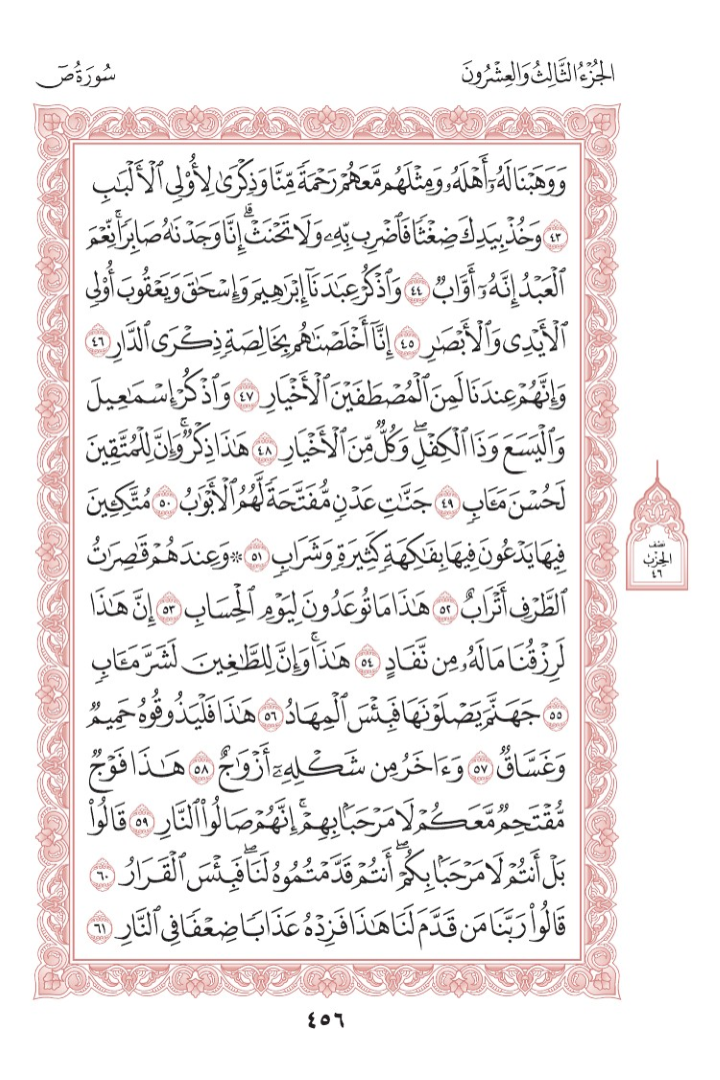 الجُزْءُ الثَّالِثُ وَالعِشْرُونَ
سُورَةُ صٓ
وَوَهَبْنَا لَهُۥٓ أَهْلَهُۥ وَمِثْلَهُم مَّعَهُمْ رَحْمَةً مِّنَّا وَذِكْرَىٰ لِأُو۟لِى ٱلْأَلْبَٰبِ
٤٣ وَخُذْ بِيَدِكَ ضِغْثًا فَٱضْرِب بِّهِۦ وَلَا تَحْنَثْ ۗ إِنَّا وَجَدْنَٰهُ صَابِرًا ۚ نِّعْمَ
ٱلْعَبْدُ إِنَّهُۥٓ أَوَّابٌ ٤٤ وَٱذْكُرْ عِبَٰدَنَآ إِبْرَٰهِيمَ وَإِسْحَٰقَ وَيَعْقُوبَ أُو۟لِى
ٱلْأَيْدِى وَٱلْأَبْصَٰرِ ٤٥ إِنَّآ أَخْلَصْنَٰهُم بِخَالِصَةٍ ذِكْرَى ٱلدَّارِ ٤٦
وَإِنَّهُمْ عِندَنَا لَمِنَ ٱلْمُصْطَفَيْنَ ٱلْأَخْيَارِ ٤٧ وَٱذْكُرْ إِسْمَٰعِيلَ
وَٱلْيَسَعَ وَذَا ٱلْكِفْلِ ۖ وَكُلٌّ مِّنَ ٱلْأَخْيَارِ ٤٨ هَٰذَا ذِكْرٌ ۚ وَإِنَّ لِلْمُتَّقِينَ
لَحُسْنَ مَـَٔابٍ ٤٩ جَنَّٰتِ عَدْنٍ مُّفَتَّحَةً لَّهُمُ ٱلْأَبْوَٰبُ ٥٠ مُتَّكِـِٔينَ
فِيهَا يَدْعُونَ فِيهَا بِفَٰكِهَةٍ كَثِيرَةٍ وَشَرَابٍ ٥١ ۞ وَعِندَهُمْ قَٰصِرَٰتُ
ٱلطَّرْفِ أَتْرَابٌ ٥٢ هَٰذَا مَا تُوعَدُونَ لِيَوْمِ ٱلْحِسَابِ ٥٣ إِنَّ هَٰذَا
لَرِزْقُنَا مَا لَهُۥ مِن نَّفَادٍ ٥٤ هَٰذَا ۚ وَإِنَّ لِلطَّٰغِينَ لَشَرَّ مَـَٔابٍ
٥٥ جَهَنَّمَ يَصْلَوْنَهَا فَبِئْسَ ٱلْمِهَادُ ٥٦ هَٰذَا فَلْيَذُوقُوهُ حَمِيمٌ
وَغَسَّاقٌ ٥٧ وَءَاخَرُ مِن شَكْلِهِۦٓ أَزْوَٰجٌ ٥٨ هَٰذَا فَوْجٌ
مُّقْتَحِمٌ مَّعَكُمْ لَا مَرْحَبًۢا بِهِمْ ۚ إِنَّهُمْ صَالُوا۟ ٱلنَّارِ ٥٩ قَالُوا۟
بَلْ أَنتُمْ لَا مَرْحَبًۢا بِكُمْ ۖ أَنتُمْ قَدَّمْتُمُوهُ لَنَا ۖ فَبِئْسَ ٱلْقَرَارُ ٦٠
قَالُوا۟ رَبَّنَا مَن قَدَّمَ لَنَا هَٰذَا فَزِدْهُ عَذَابًا ضِعْفًا فِى ٱلنَّارِ ٦١
نصف
الحزب
٤٦
٤٥٦